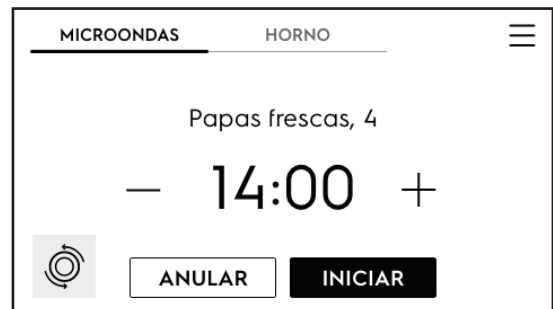 MICROONDAS HORNO
Papas frescas, 4
14:00
ANULAR INICIAR